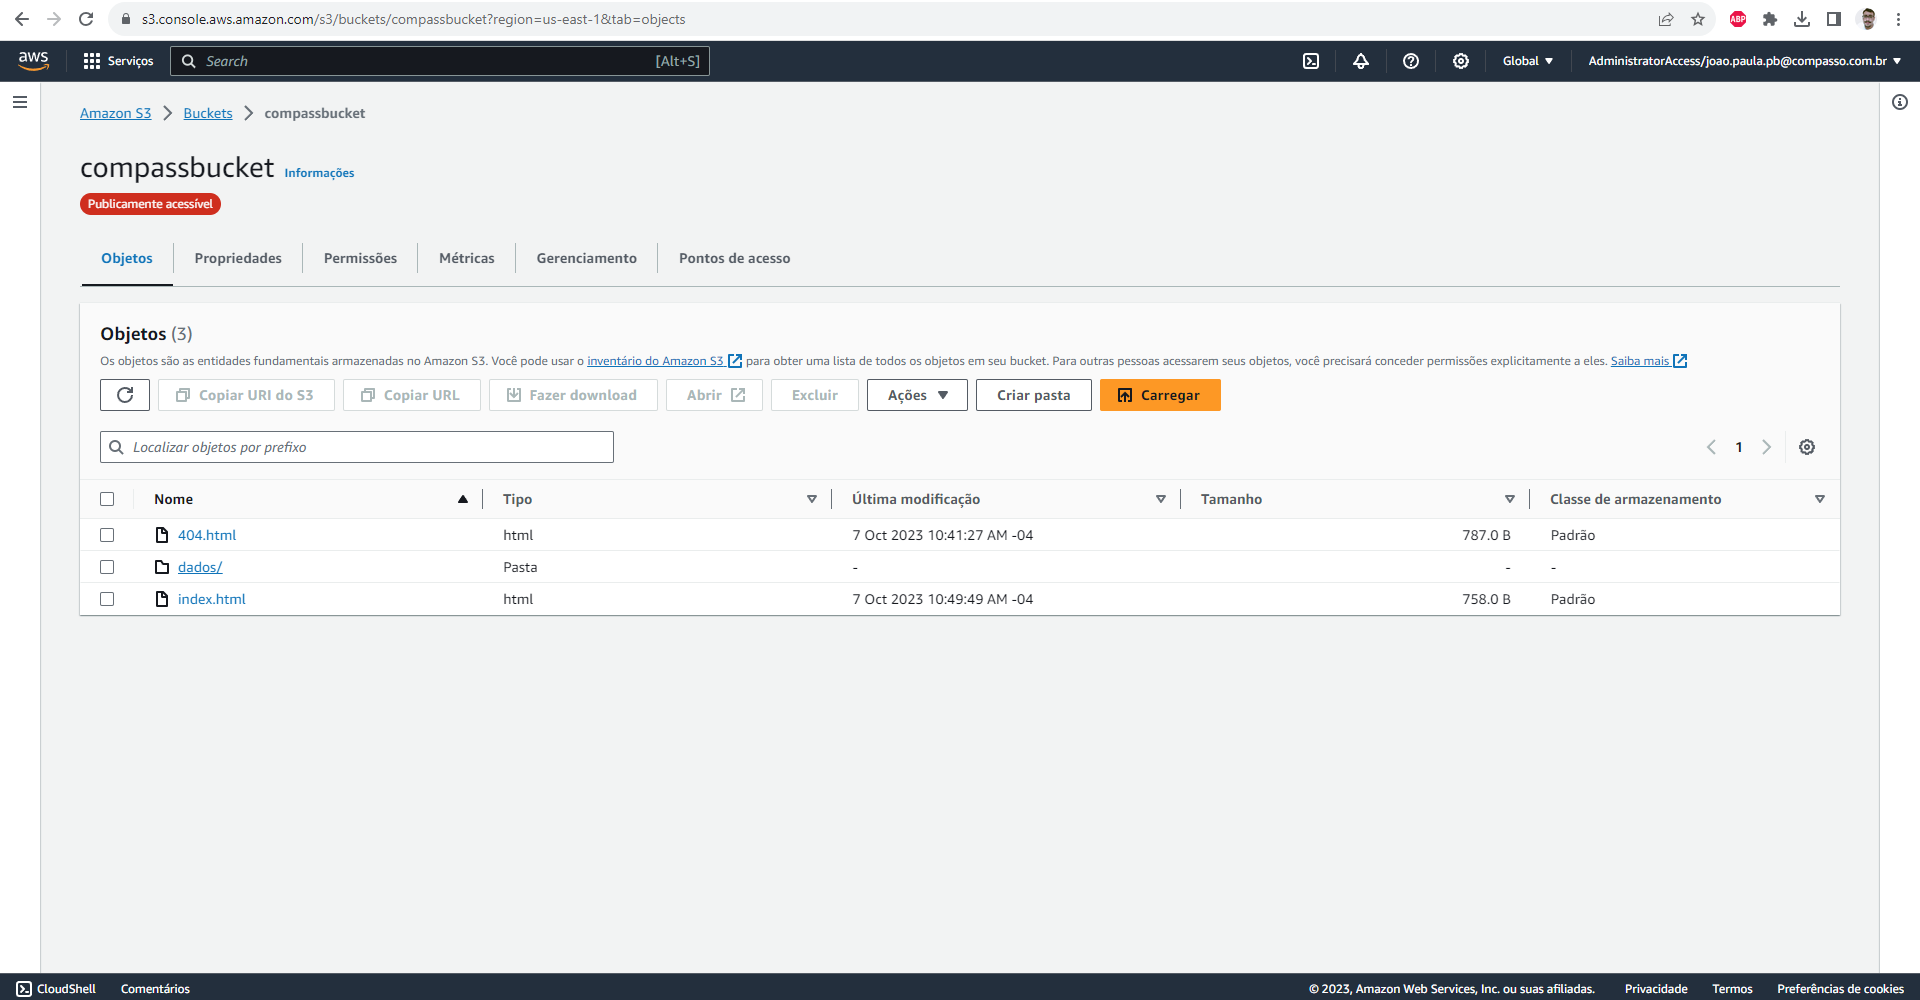 s3.console.aws.amazon.com/s3/buckets/compassbucket?region=us-east-1&tab=objects
ABP
aws Serviços Search [Alt+S] Global ▼ AdministratorAccess/joao.paula.pb@compasso.com.br ▼
Amazon S3 > Buckets > compassbucket
compassbucket Informações
Publicamente acessível
Objetos Propriedades Permissões Métricas Gerenciamento Pontos de acesso
Objetos (3)
Os objetos são as entidades fundamentais armazenadas no Amazon S3. Você pode usar o inventário do Amazon S3 para obter uma lista de todos os objetos em seu bucket. Para outras pessoas acessarem seus objetos, você precisará conceder permissões explicitamente a eles. Saiba mais
Copiar URI do S3 Copiar URL Fazer download Abrir Excluir Ações ▼ Criar pasta Carregar
Localizar objetos por prefixo 1
Nome Tipo Última modificação Tamanho Classe de armazenamento
404.html html 7 Oct 2023 10:41:27 AM -04 787.0 B Padrão
dados/ Pasta - - -
index.html html 7 Oct 2023 10:49:49 AM -04 758.0 B Padrão
CloudShell Comentários © 2023, Amazon Web Services, Inc. ou suas afiliadas. Privacidade Termos Preferências de cookies